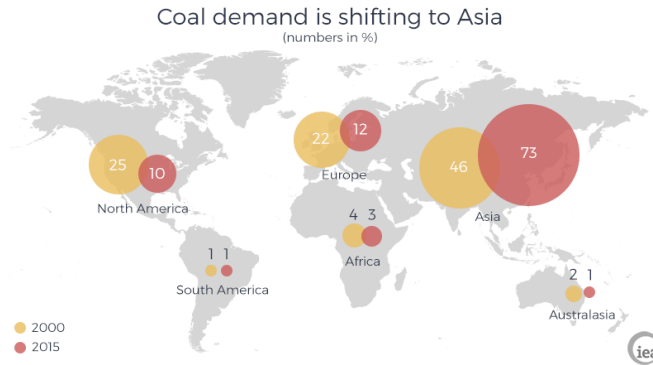 Coal demand is shifting to Asia
(numbers in %)
25
10
North America
22
12
Europe
46
73
Asia
4 3
Africa
1 1
South America
2 1
Australasia
2000
2015
iea